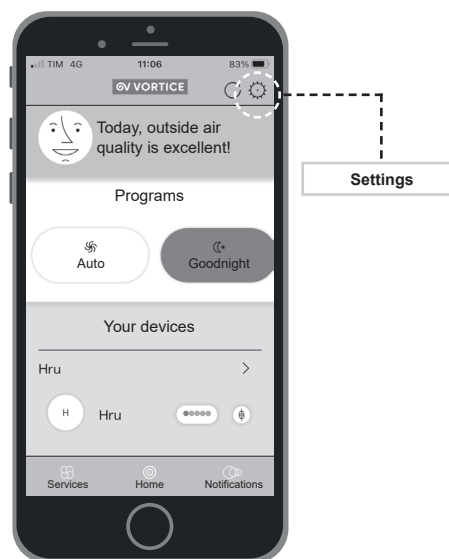 TIM 4G 11:06 83%
VORTICE
Today, outside air
quality is excellent!
Settings
Programs
Auto Goodnight
Your devices
Hru >
H Hru
Services Home Notifications